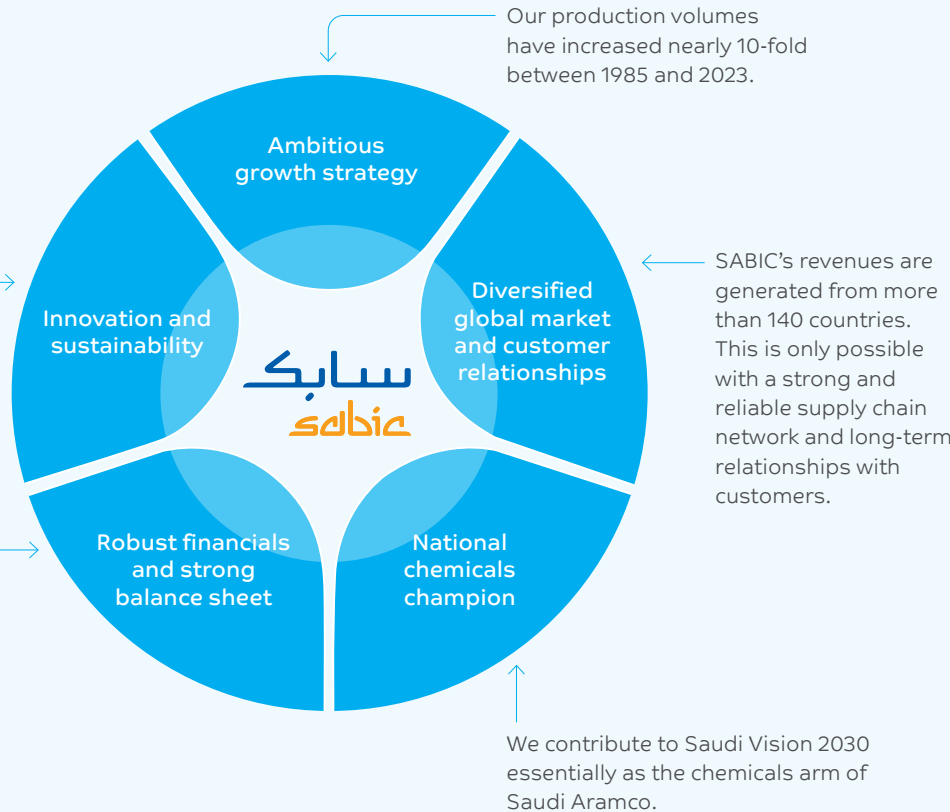 Our production volumes
have increased nearly 10-fold
between 1985 and 2023.
Ambitious
growth strategy
Innovation and
sustainability
Diversified
global market
and customer
relationships
SABIC’s revenues are
generated from more
than 140 countries.
This is only possible
with a strong and
reliable supply chain
network and long-term
relationships with
customers.
سابك
sabic
Robust financials
and strong
balance sheet
National
chemicals
champion
We contribute to Saudi Vision 2030
essentially as the chemicals arm of
Saudi Aramco.